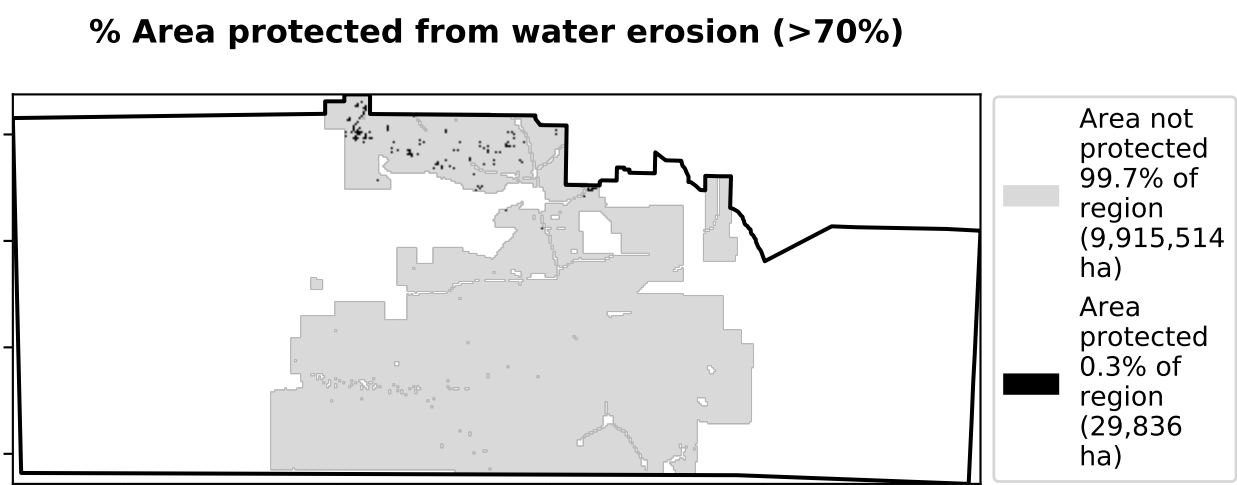 % Area protected from water erosion (>70%)
Area not
protected
99.7% of
region
(9,915,514
ha)
Area
protected
0.3% of
region
(29,836
ha)